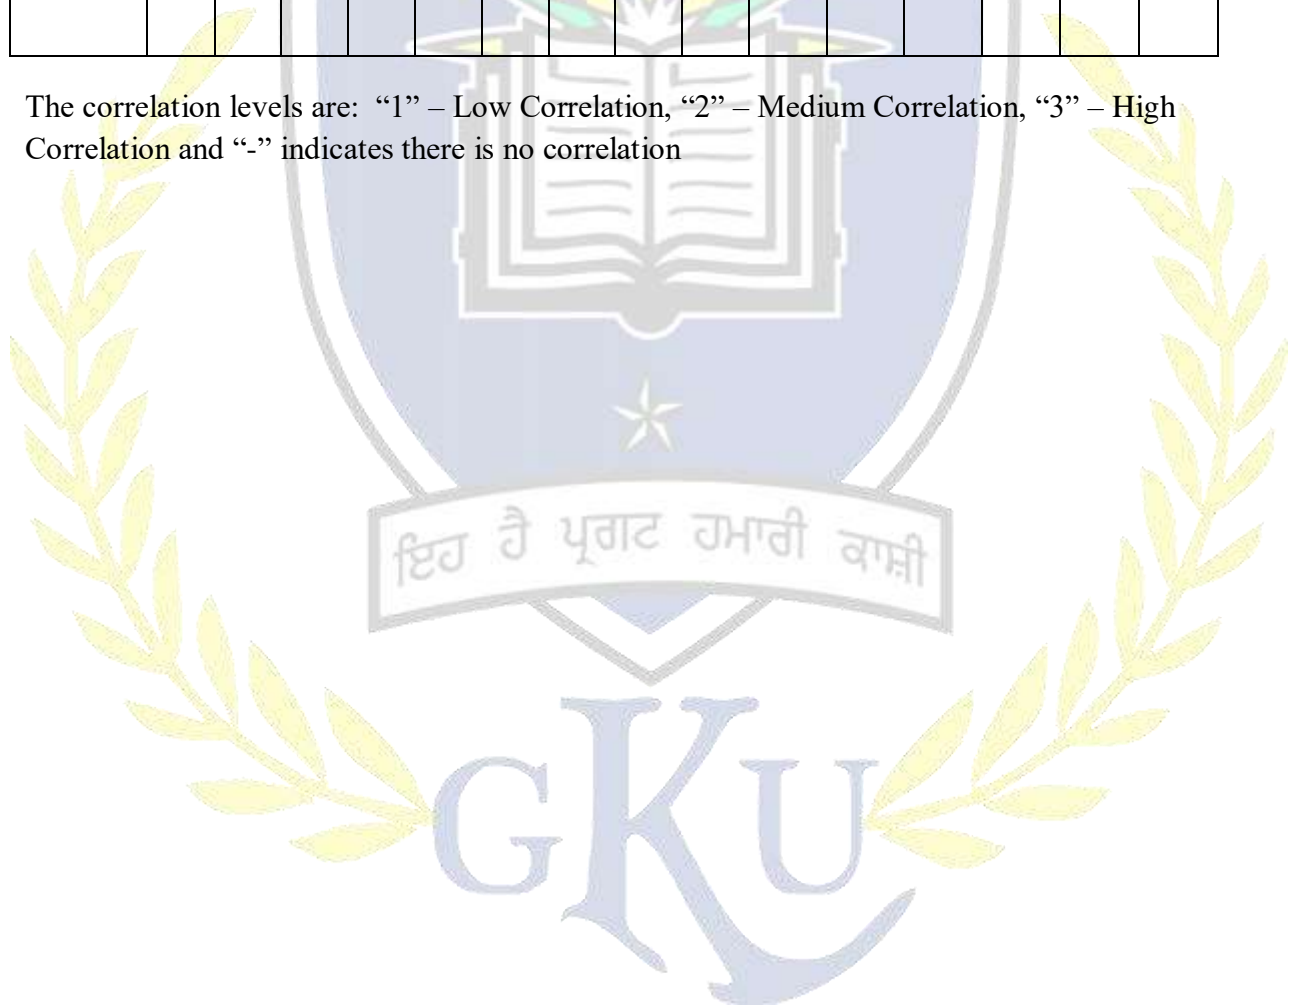 The correlation levels are:  “1” – Low Correlation, “2” – Medium Correlation, “3” – High
Correlation and “-” indicates there is no correlation
ਇਹ ਹੈ ਪ੍ਰਗਟ ਹਮਾਰੀ ਕਾਸ਼ੀ
GKU